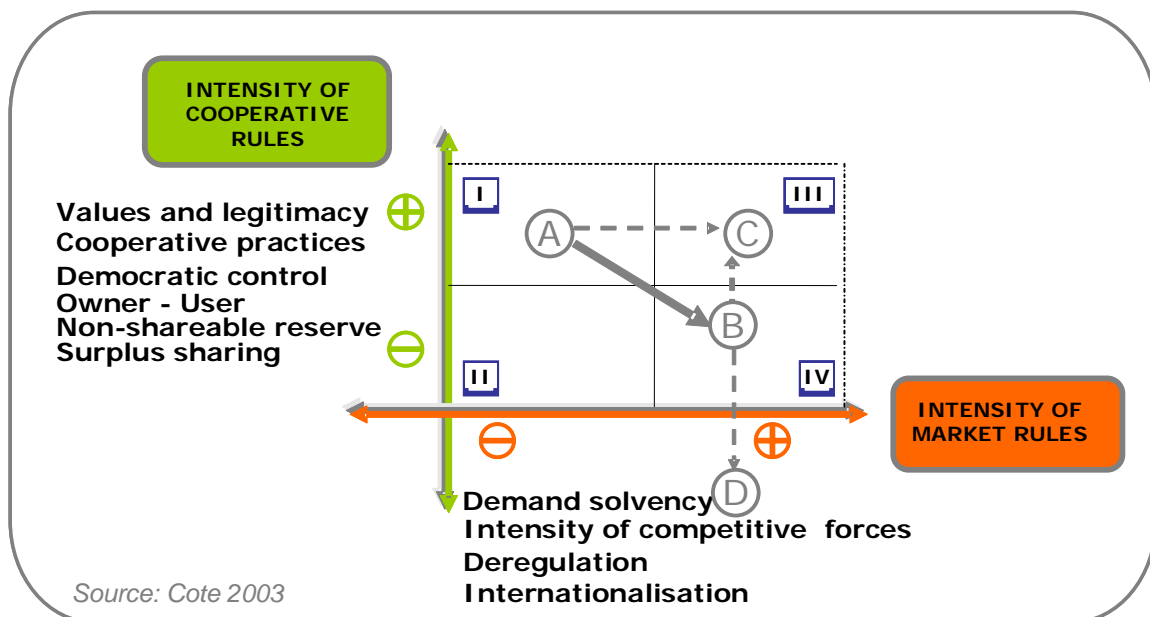 INTENSITY OF
COOPERATIVE
RULES
I
III
Values and legitimacy
Cooperative practices
A
C
Democratic control
Owner - User
Non-shareable reserve
Surplus sharing
B
II
IV
INTENSITY OF
MARKET RULES
D
Demand solvency
Intensity of competitive forces
Deregulation
Internationalisation
Source: Cote 2003